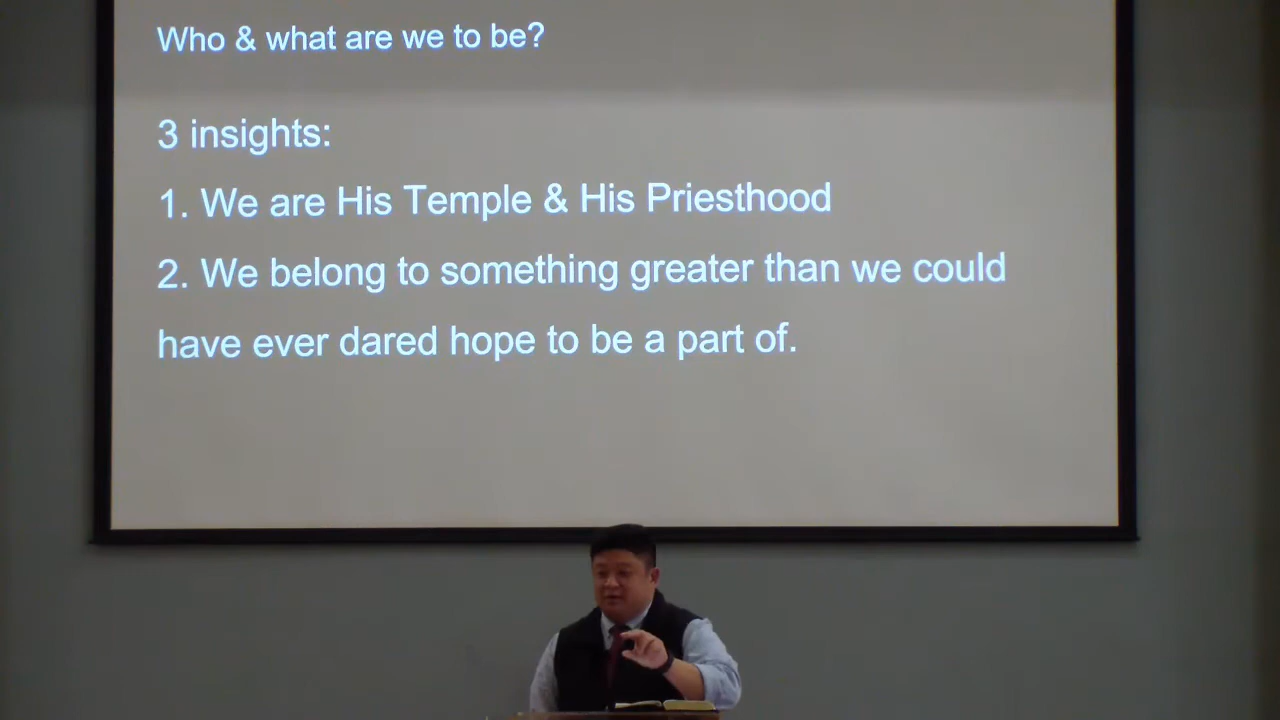 Who & what are we to be?
3 insights:
1. We are His Temple & His Priesthood
2. We belong to something greater than we could
have ever dared hope to be a part of.